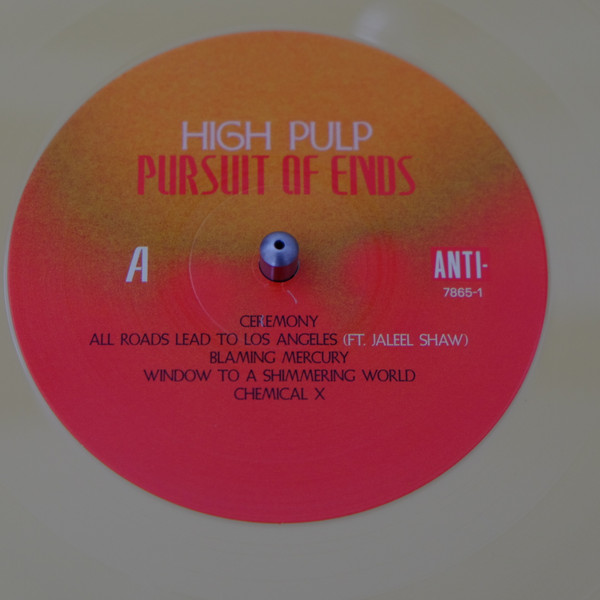 HIGH PULP
PURSUIT OF ENDS
A
ANTI-
7865-1
CEREMONY
ALL ROADS LEAD TO LOS ANGELES (FT. JALEEL SHAW)
BLAMING MERCURY
WINDOW TO A SHIMMERING WORLD
CHEMICAL X